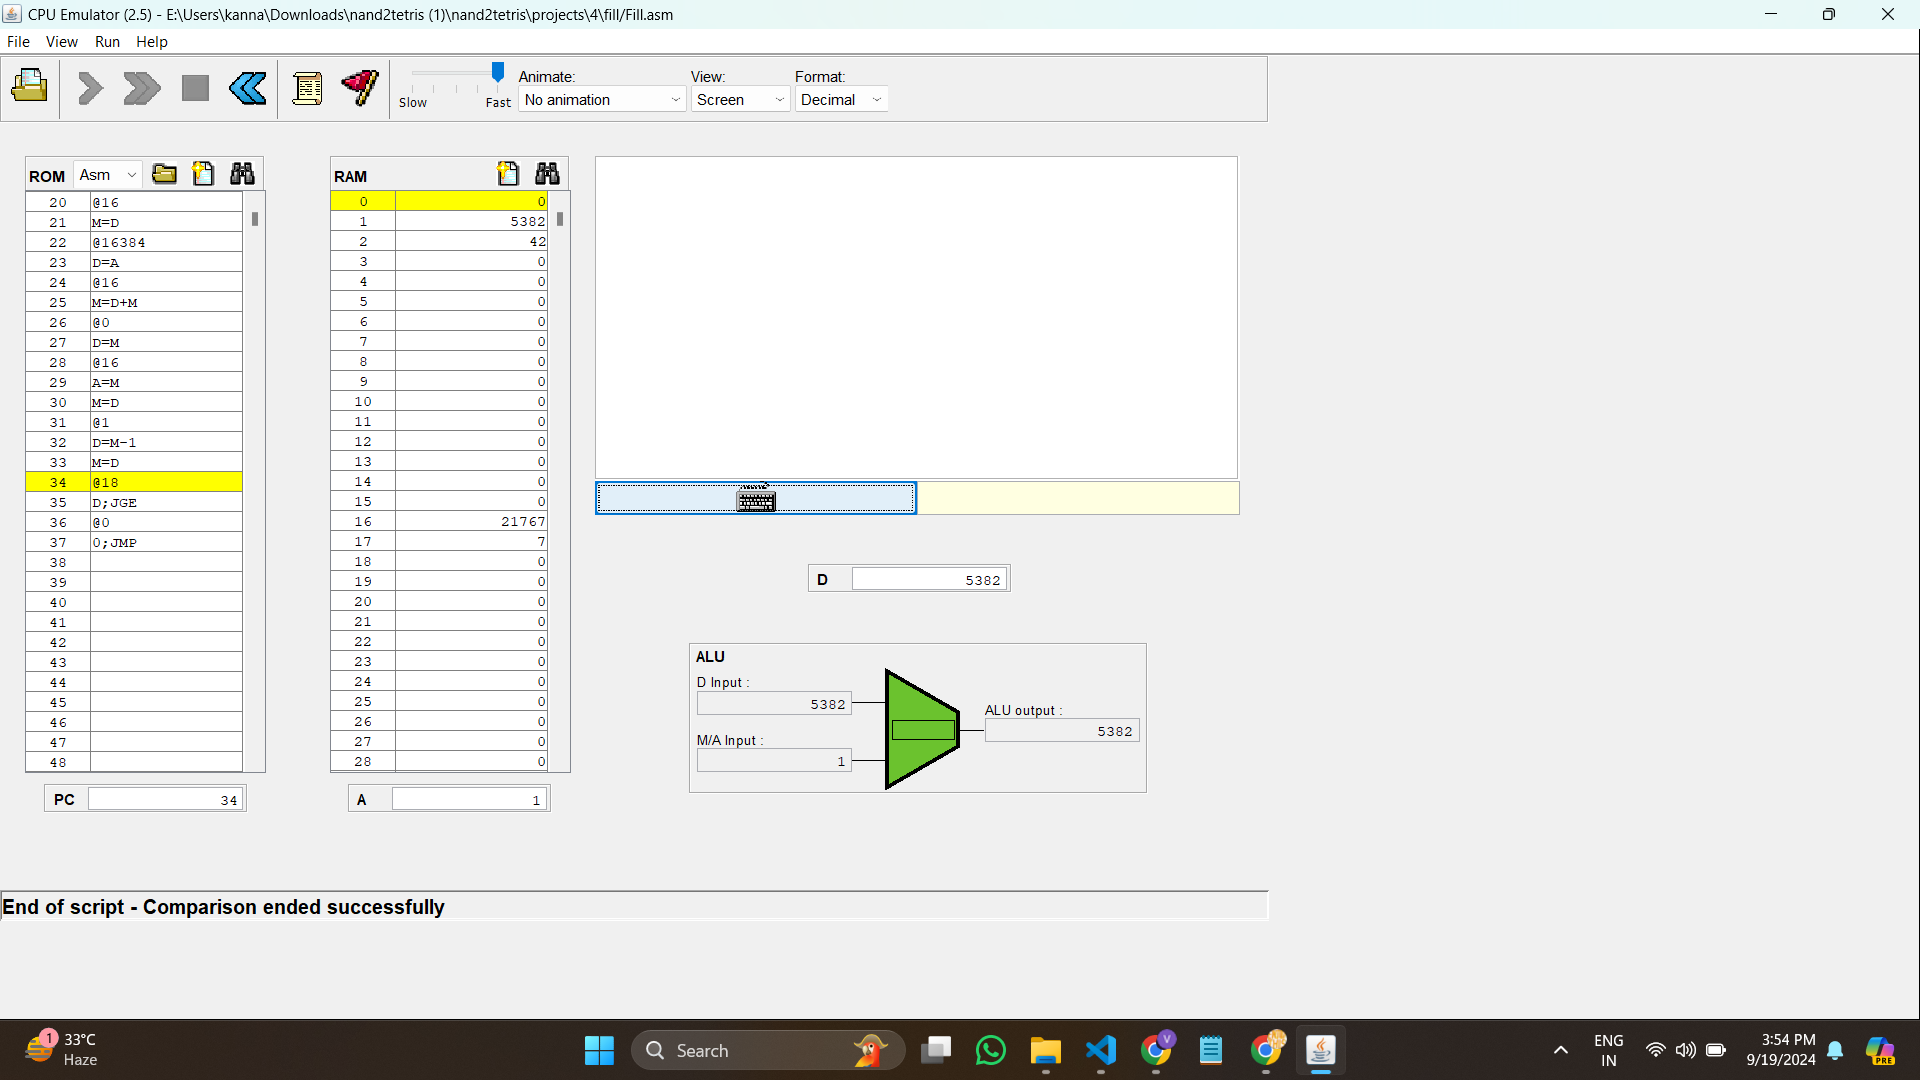 CPU Emulator (2.5) - E:\Users\kanna\Downloads\nand2tetris (1)\nand2tetris\projects\4\fill/Fill.asm
File View Run Help
Slow Fast
Animate:
No animation
View:
Screen
Format:
Decimal
ROM Asm
20 @16
21 M=D
22 @16384
23 D=A
24 @16
25 M=D+M
26 @0
27 D=M
28 @16
29 A=M
30 M=D
31 @1
32 D=M-1
33 M=D
34 @18
35 D;JGE
36 @0
37 0;JMP
38
39
40
41
42
43
44
45
46
47
48
PC 34
RAM
0 0
1 5382
2 42
3 0
4 0
5 0
6 0
7 0
8 0
9 0
10 0
11 0
12 0
13 0
14 0
15 0
16 21767
17 7
18 0
19 0
20 0
21 0
22 0
23 0
24 0
25 0
26 0
27 0
28 0
A 1
D 5382
ALU
D Input :
5382
M/A Input :
1
ALU output :
5382
End of script - Comparison ended successfully
1
33°C
Haze
Search
V
ENG
IN
3:54 PM
9/19/2024
PRE